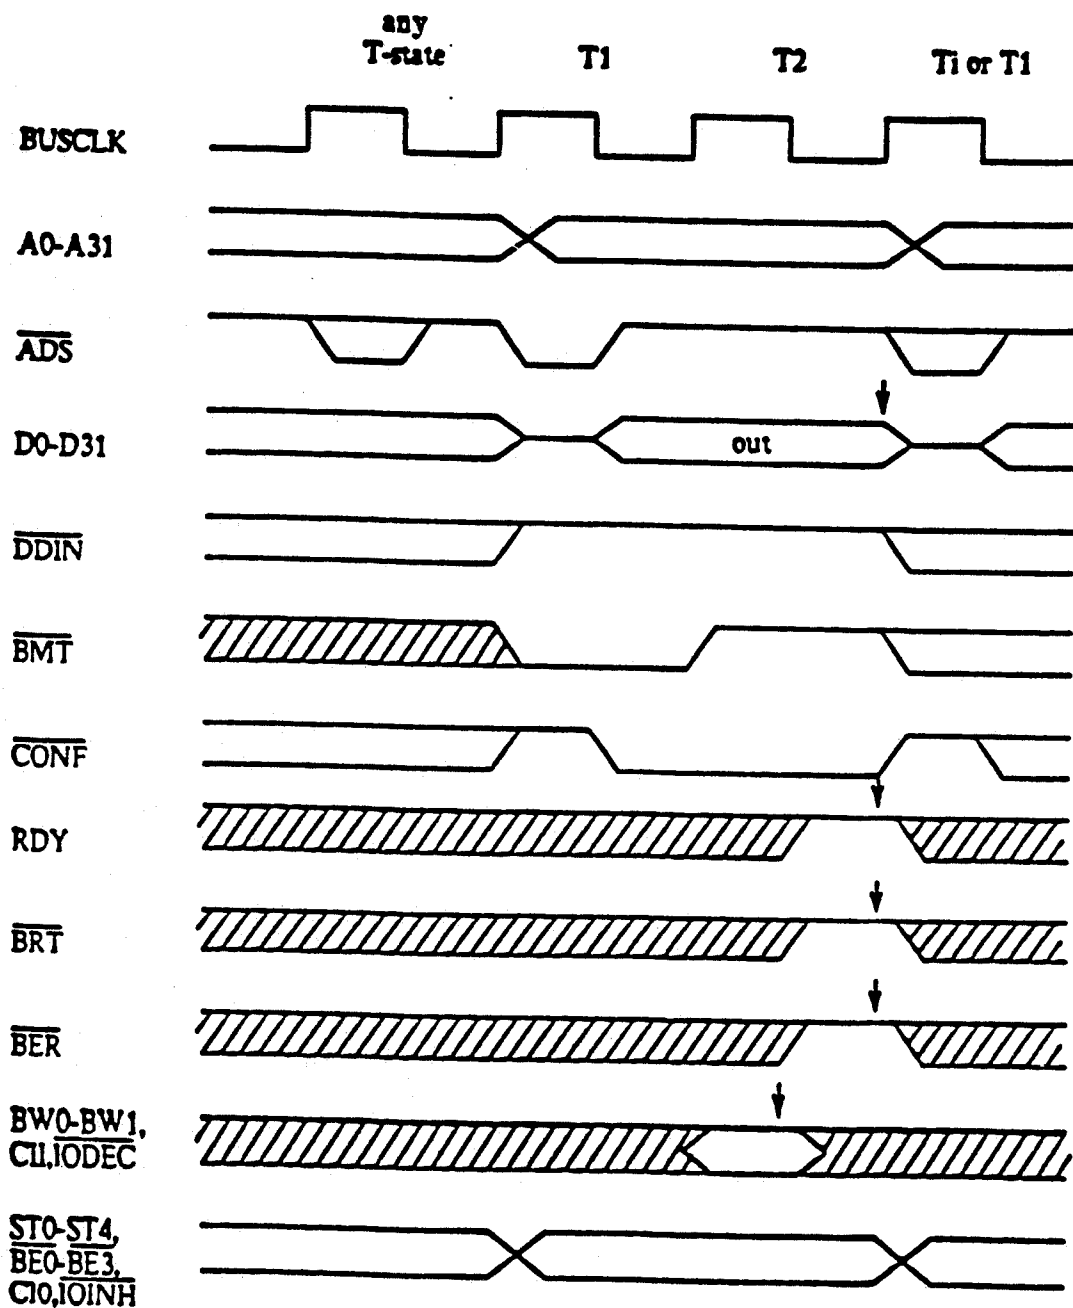 any
T-state
T1
T2
Ti or T1
BUSCLK
A0-A31
ADS
D0-D31
out
DDIN
BMT
CONF
RDY
BRT
BER
BW0-BW1,
CII,IODEC
ST0-ST4,
BE0-BE3,
CIO,IOINH